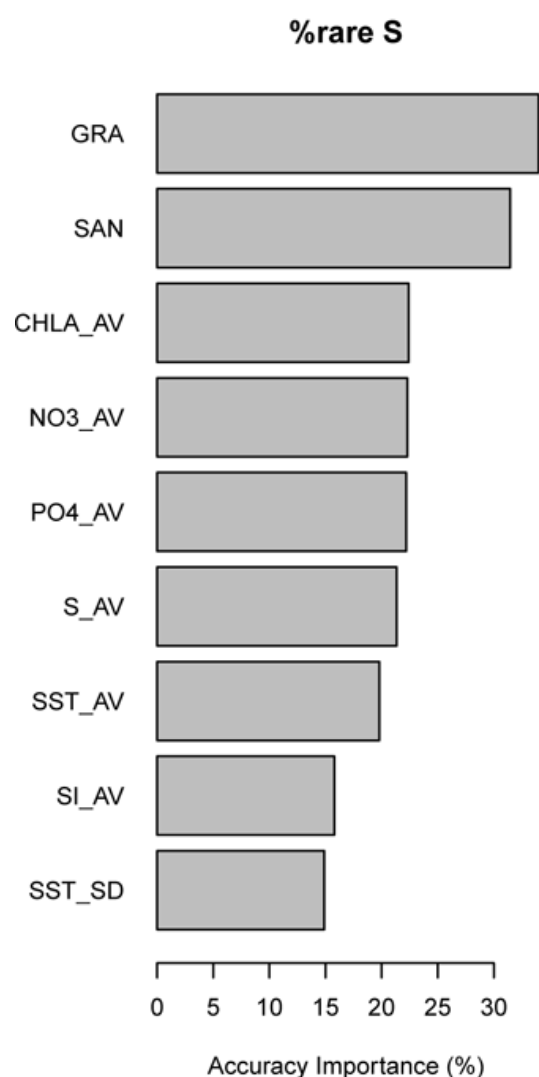 %rare S
GRA
SAN
CHLA_AV
NO3_AV
PO4_AV
S_AV
SST_AV
SI_AV
SST_SD
0 5 10 15 20 25 30
Accuracy Importance (%)